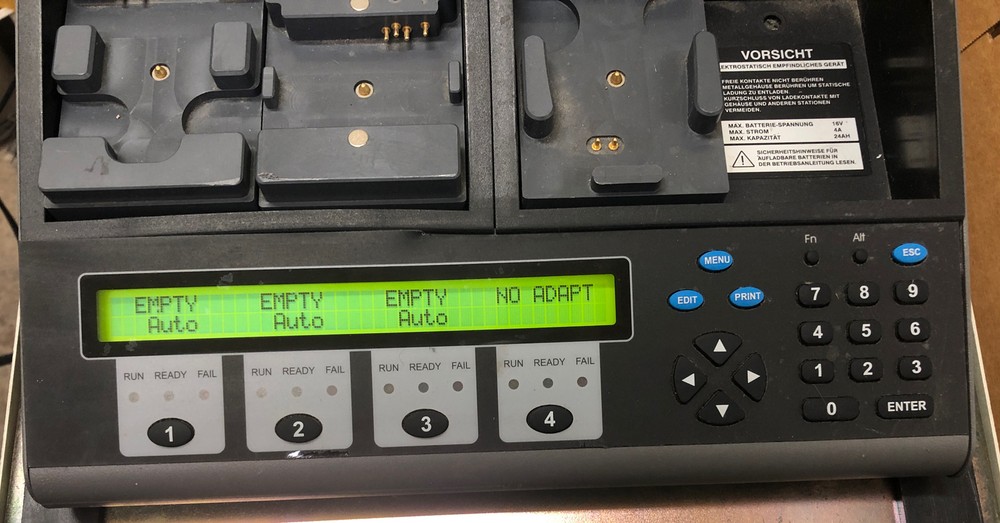 VORSICHT
ELEKTROSTATISCH EMPFINDLICHES GERÄT
FREIE KONTAKTE NICHT BERÜHREN
METALLGEHÄUSE BERÜHREN UM STATISCHE
LADUNG ZU ENTLADEN.
KURZSCHLUSS VON LADEKONTAKTE MIT
GEHÄUSE UND ANDEREN STATIONEN
VERMEIDEN.
MAX. BATTERIE-SPANNUNG 16V
MAX. STROM 4A
MAX. KAPAZITÄT 24AH
SICHERHEITSHINWEISE FÜR
AUFLADBARE BATTERIEN IN
DER BETRIEBSANLEITUNG LESEN.
Fn Alt
MENU ESC
EDIT PRINT
7 8 9
4 5 6
1 2 3
0 ENTER
EMPTY EMPTY EMPTY NO ADAPT
Auto Auto Auto
RUN READY FAIL RUN READY FAIL RUN READY FAIL RUN READY FAIL
1 2 3 4